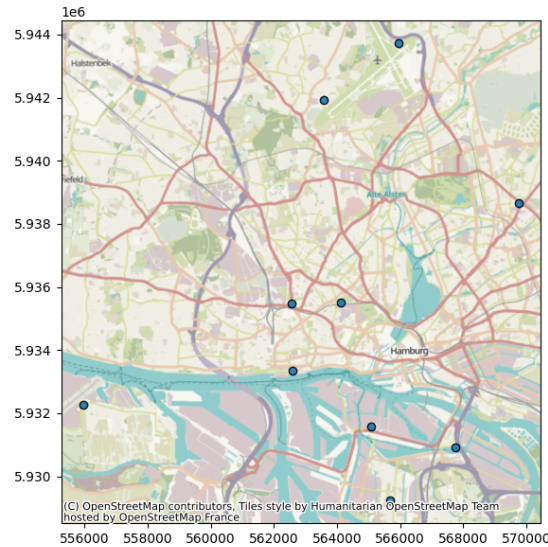 1e6
5.944
5.942
5.940
5.938
5.936
5.934
5.932
5.930
Halstenbek
Alte Alster
Hamburg
(C) OpenStreetMap contributors, Tiles style by Humanitarian OpenStreetMap Team
hosted by OpenStreetMap France
556000 558000 560000 562000 564000 566000 568000 570000